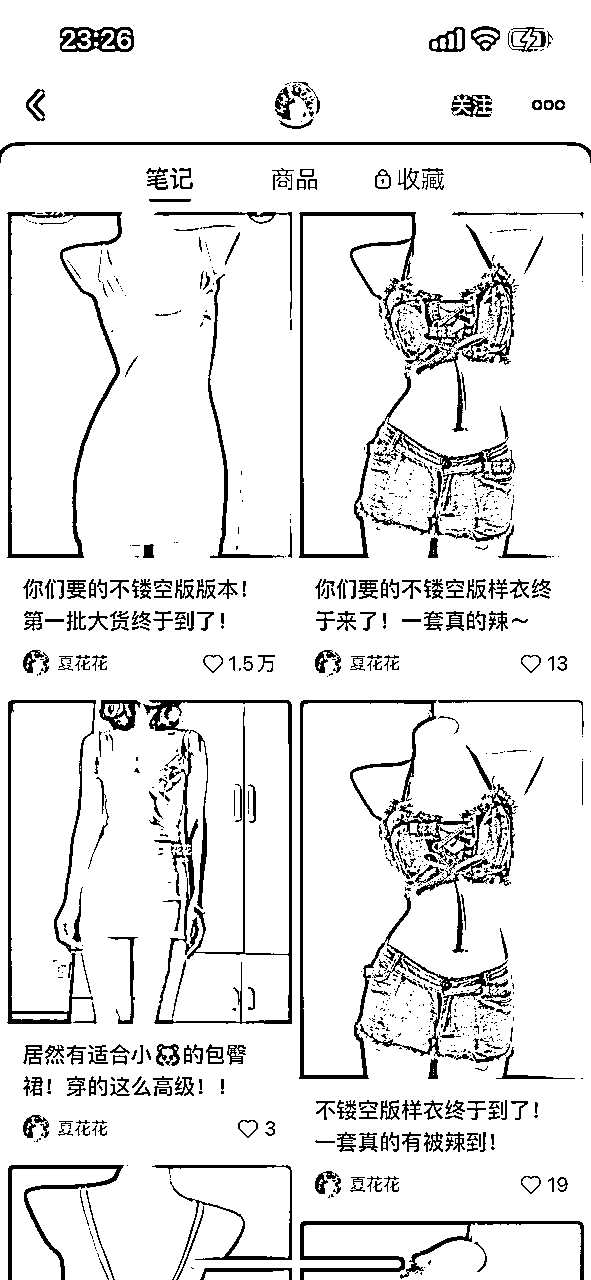 23:26
关注
笔记
商品
收藏
你们要的不镂空版版本！
第一批大货终于到了！
夏花花
1.5万
你们要的不镂空版样衣终
于来了！一套真的辣～
夏花花
13
居然有适合小🐻的包臀
裙！穿的这么高级！！
夏花花
3
不镂空版样衣终于到了！
一套真的有被辣到！
夏花花
19